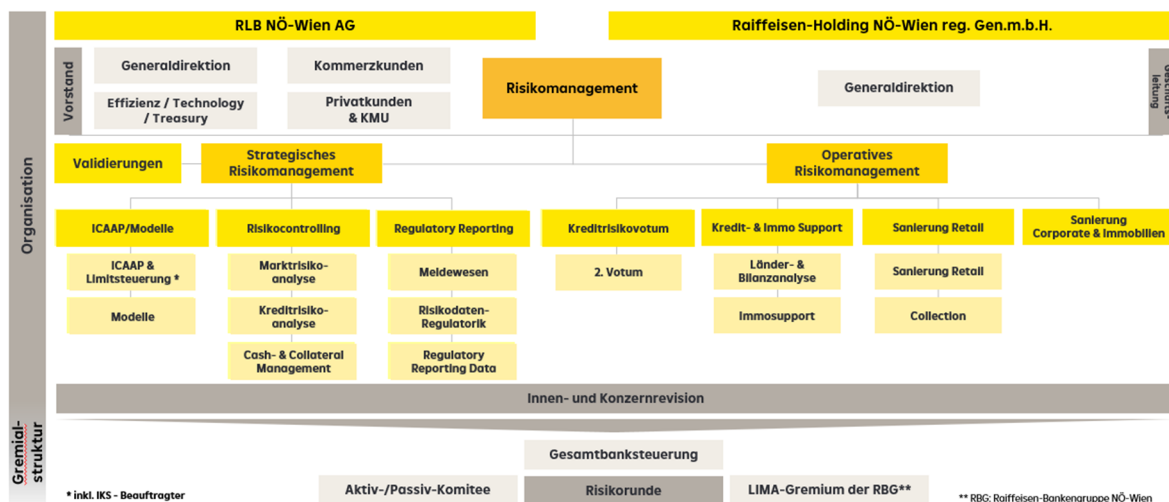 RLB NÖ-Wien AG
Raiffeisen-Holding NÖ-Wien reg. Gen.m.b.H.
Organisation
Vorstand
Generaldirektion
Kommerzkunden
Effizienz / Technology
/ Treasury
Privatkunden
& KMU
Risikomanagement
Generaldirektion
leitung
Validierungen
Strategisches
Risikomanagement
Operatives
Risikomanagement
ICAAP/Modelle
Risikocontrolling
Regulatory Reporting
Kreditrisikovotum
Kredit- & Immo Support
Sanierung Retail
Sanierung
Corporate & Immobilien
ICAAP &
Limitsteuerung *
Marktrisiko-
analyse
Meldewesen
2. Votum
Länder- &
Bilanzanalyse
Sanierung Retail
Modelle
Kreditrisiko-
analyse
Risikodaten-
Regulatorik
Immosupport
Collection
Cash- & Collateral
Management
Regulatory
Reporting Data
Innen- und Konzernrevision
Gremial-
struktur
Gesamtbanksteuerung
Aktiv-/Passiv-Komitee
Risikorunde
LIMA-Gremium der RBG**
* inkl. IKS - Beauftragter
** RBG: Raiffeisen-Bankengruppe NÖ-Wien